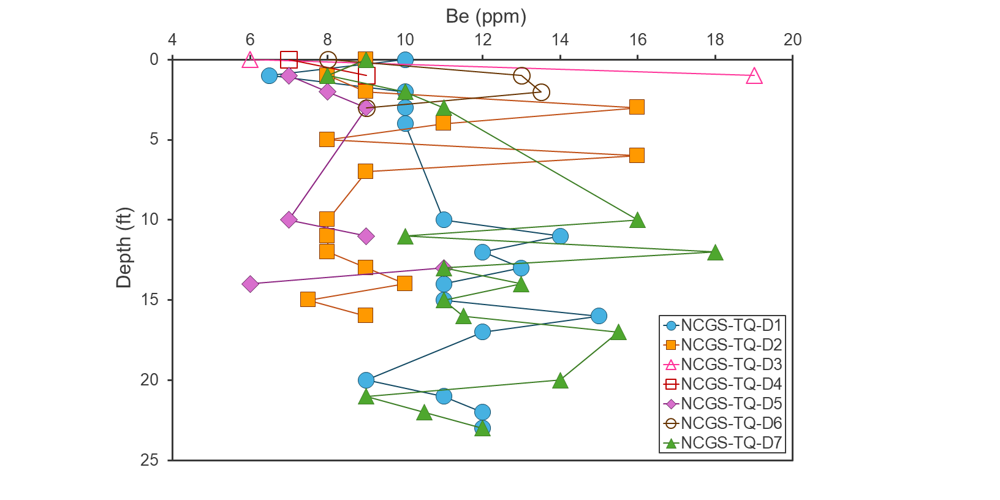 Be (ppm)
4 6 8 10 12 14 16 18 20
0
5
10
15
20
25
Depth (ft)
NCGS-TQ-D1
NCGS-TQ-D2
NCGS-TQ-D3
NCGS-TQ-D4
NCGS-TQ-D5
NCGS-TQ-D6
NCGS-TQ-D7